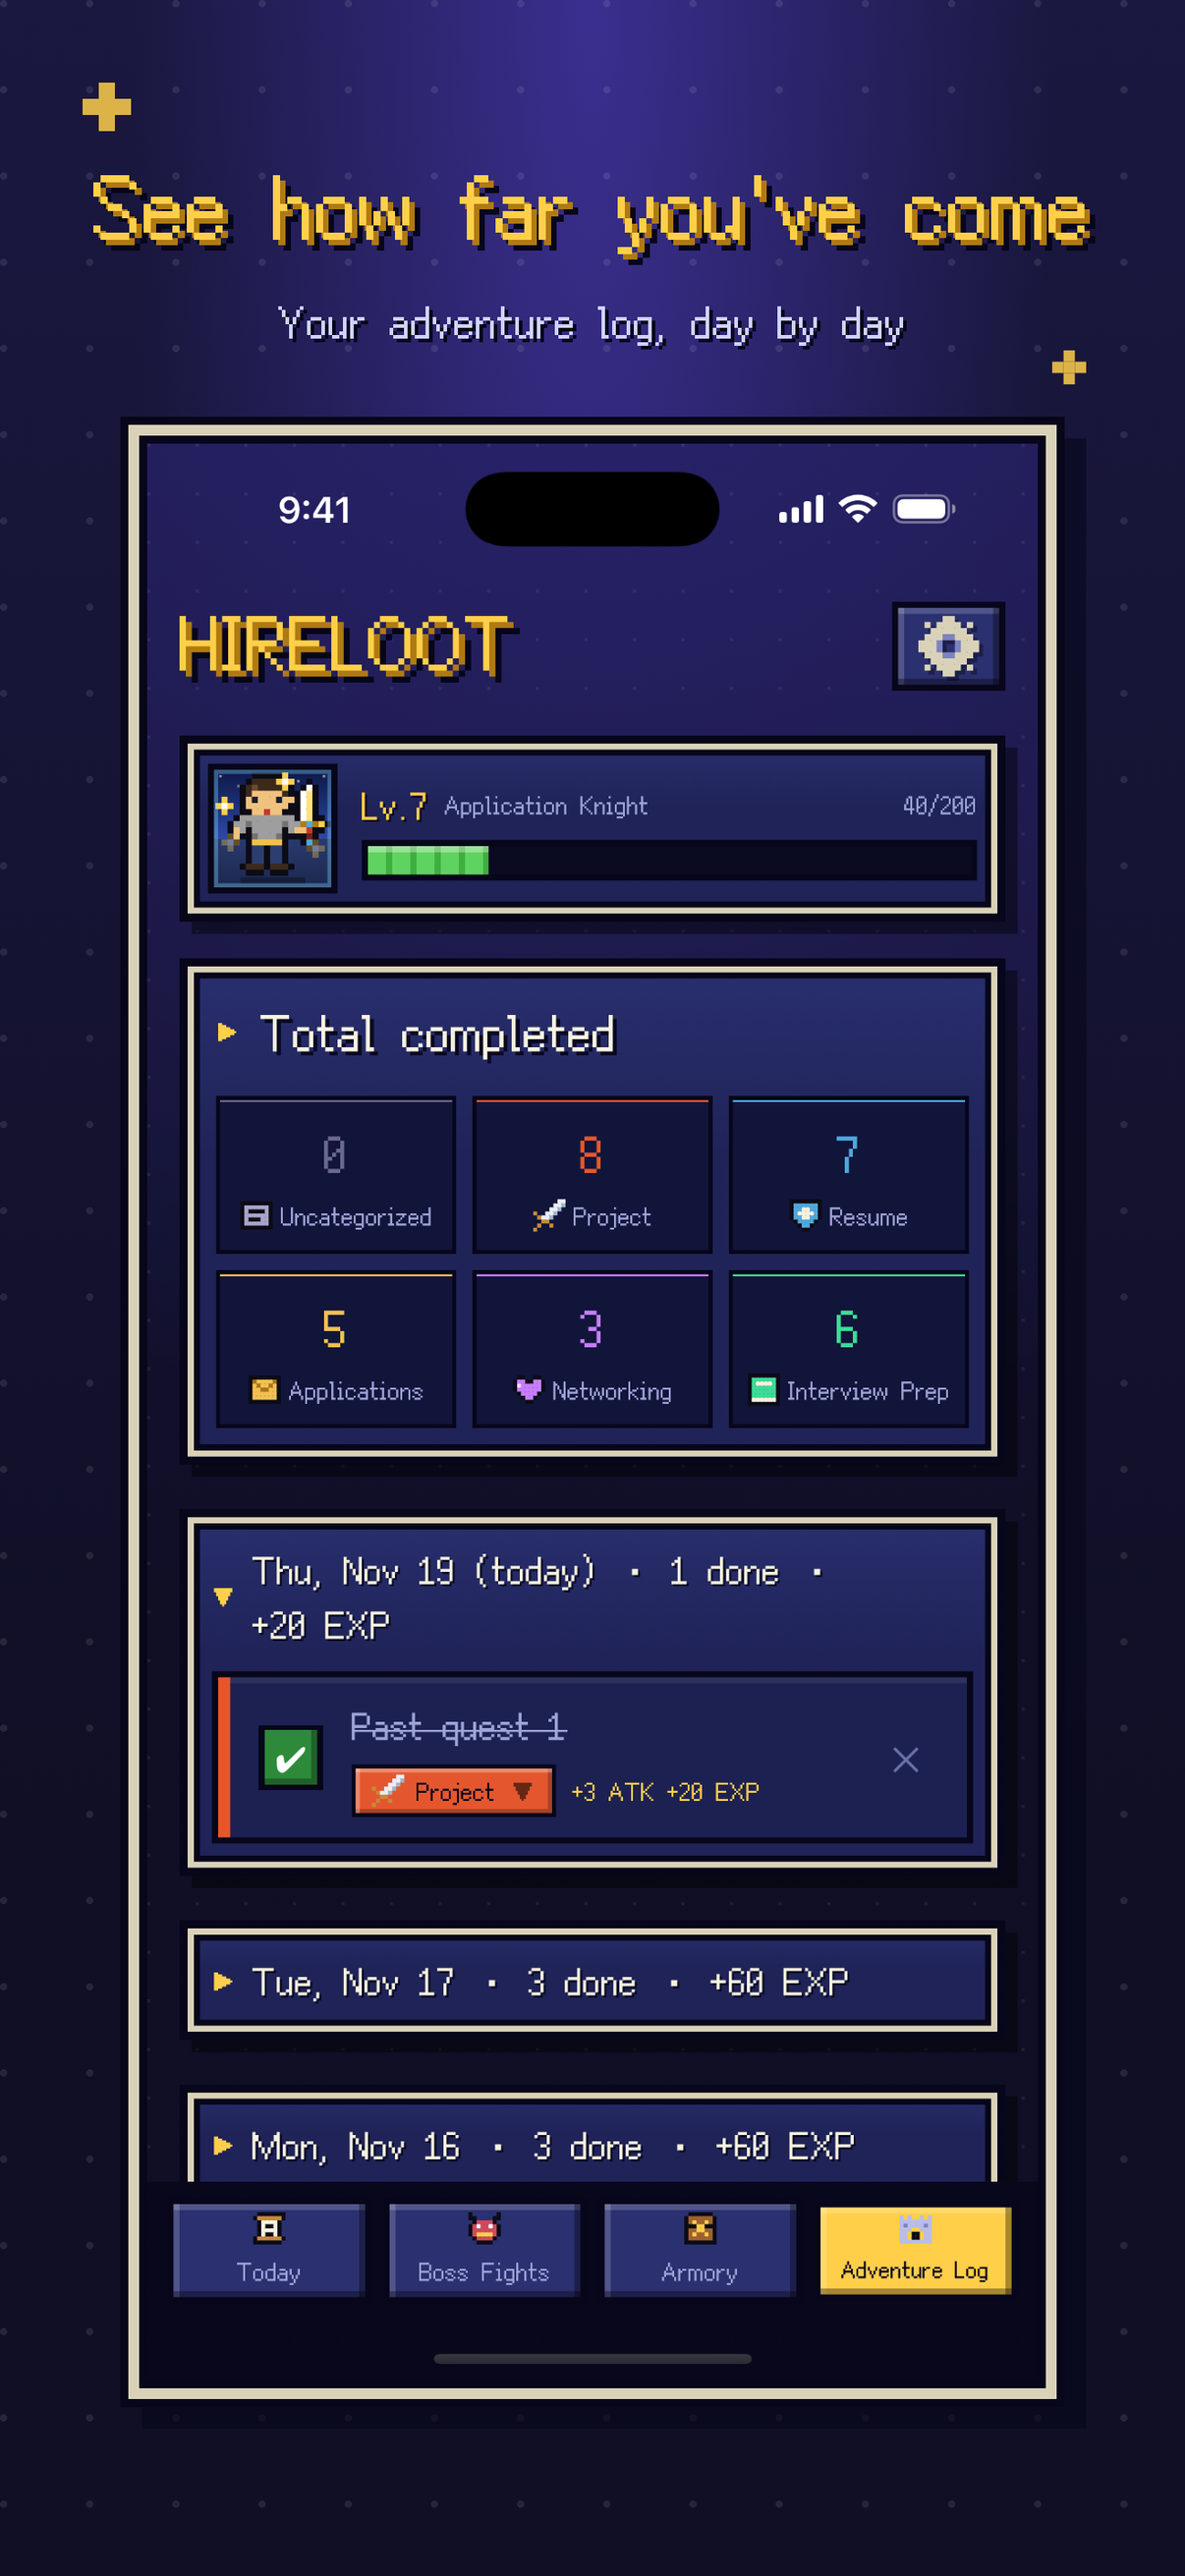 See how far you've come
Your adventure log, day by day
9:41
HIRELOOT
Lv.7 Application Knight 40/200
Total completed
0
Uncategorized
8
Project
7
Resume
5
Applications
3
Networking
6
Interview Prep
Thu, Nov 19 (today) · 1 done ·
+20 EXP
Past quest 1
Project
+3 ATK +20 EXP
Tue, Nov 17 · 3 done · +60 EXP
Mon, Nov 16 · 3 done · +60 EXP
Today
Boss Fights
Armory
Adventure Log